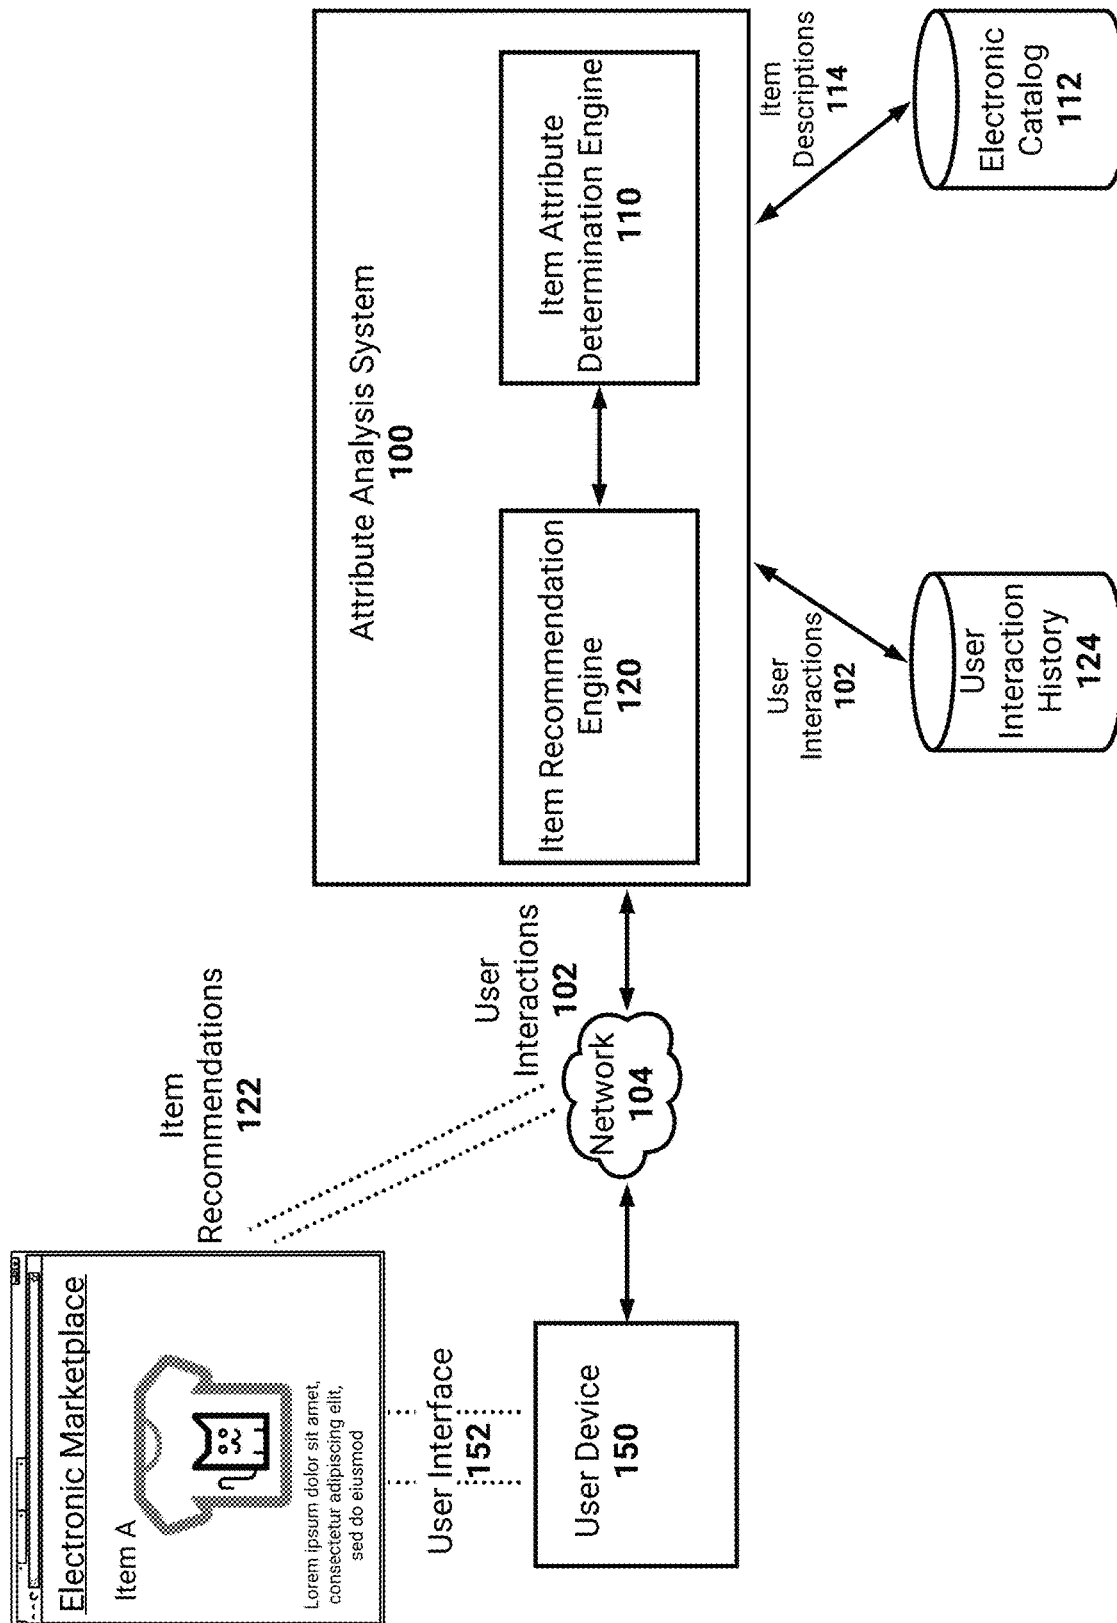 Electronic Marketplace
Item A
Lorem ipsum dolor sit amet,
consectetur adipiscing elit,
sed do eiusmod
Item
Recommendations
122
User Interface
152
User Device
150
User
Interactions
102
Network
104
Attribute Analysis System
100
Item Recommendation
Engine
120
Item Attribute
Determination Engine
110
User
Interactions
102
User
Interaction
History
124
Item
Descriptions
114
Electronic
Catalog
112